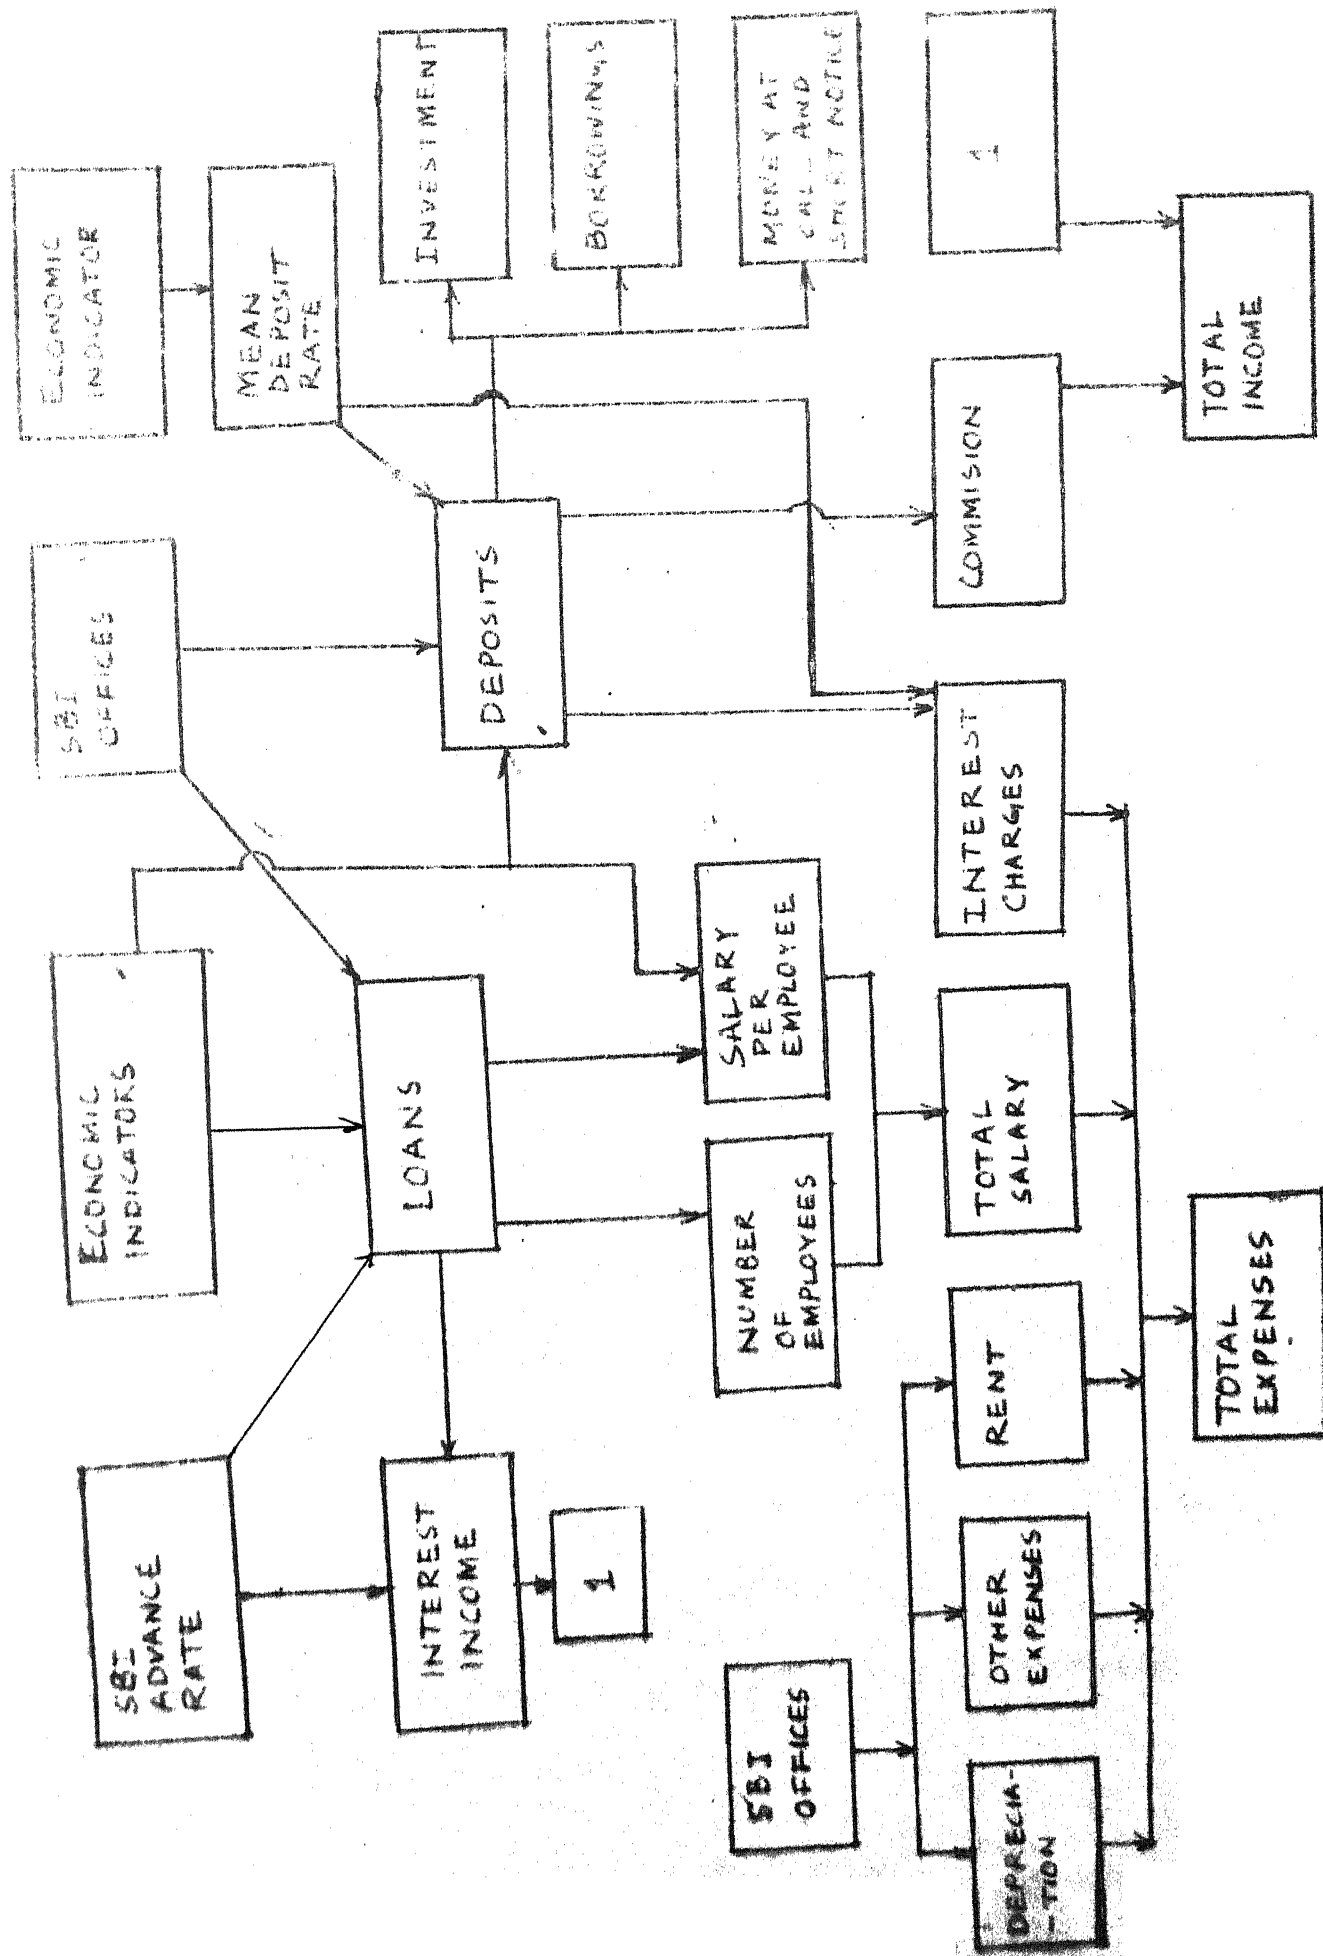 SBI
ADVANCE
RATE
ECONOMIC
INDICATORS
SBI
OFFICES
ECONOMIC
INDICATOR
MEAN
DEPOSIT
RATE
INTEREST
INCOME
LOANS
DEPOSITS
INVESTMENT
1
BORROWINGS
SBI
OFFICES
NUMBER
OF
EMPLOYEES
SALARY
PER
EMPLOYEE
MONEY AT
CALL AND
SHORT NOTICE
DEPRECIA-
-TION
OTHER
EXPENSES
RENT
TOTAL
SALARY
INTEREST
CHARGES
COMMISION
1
TOTAL
EXPENSES
TOTAL
INCOME